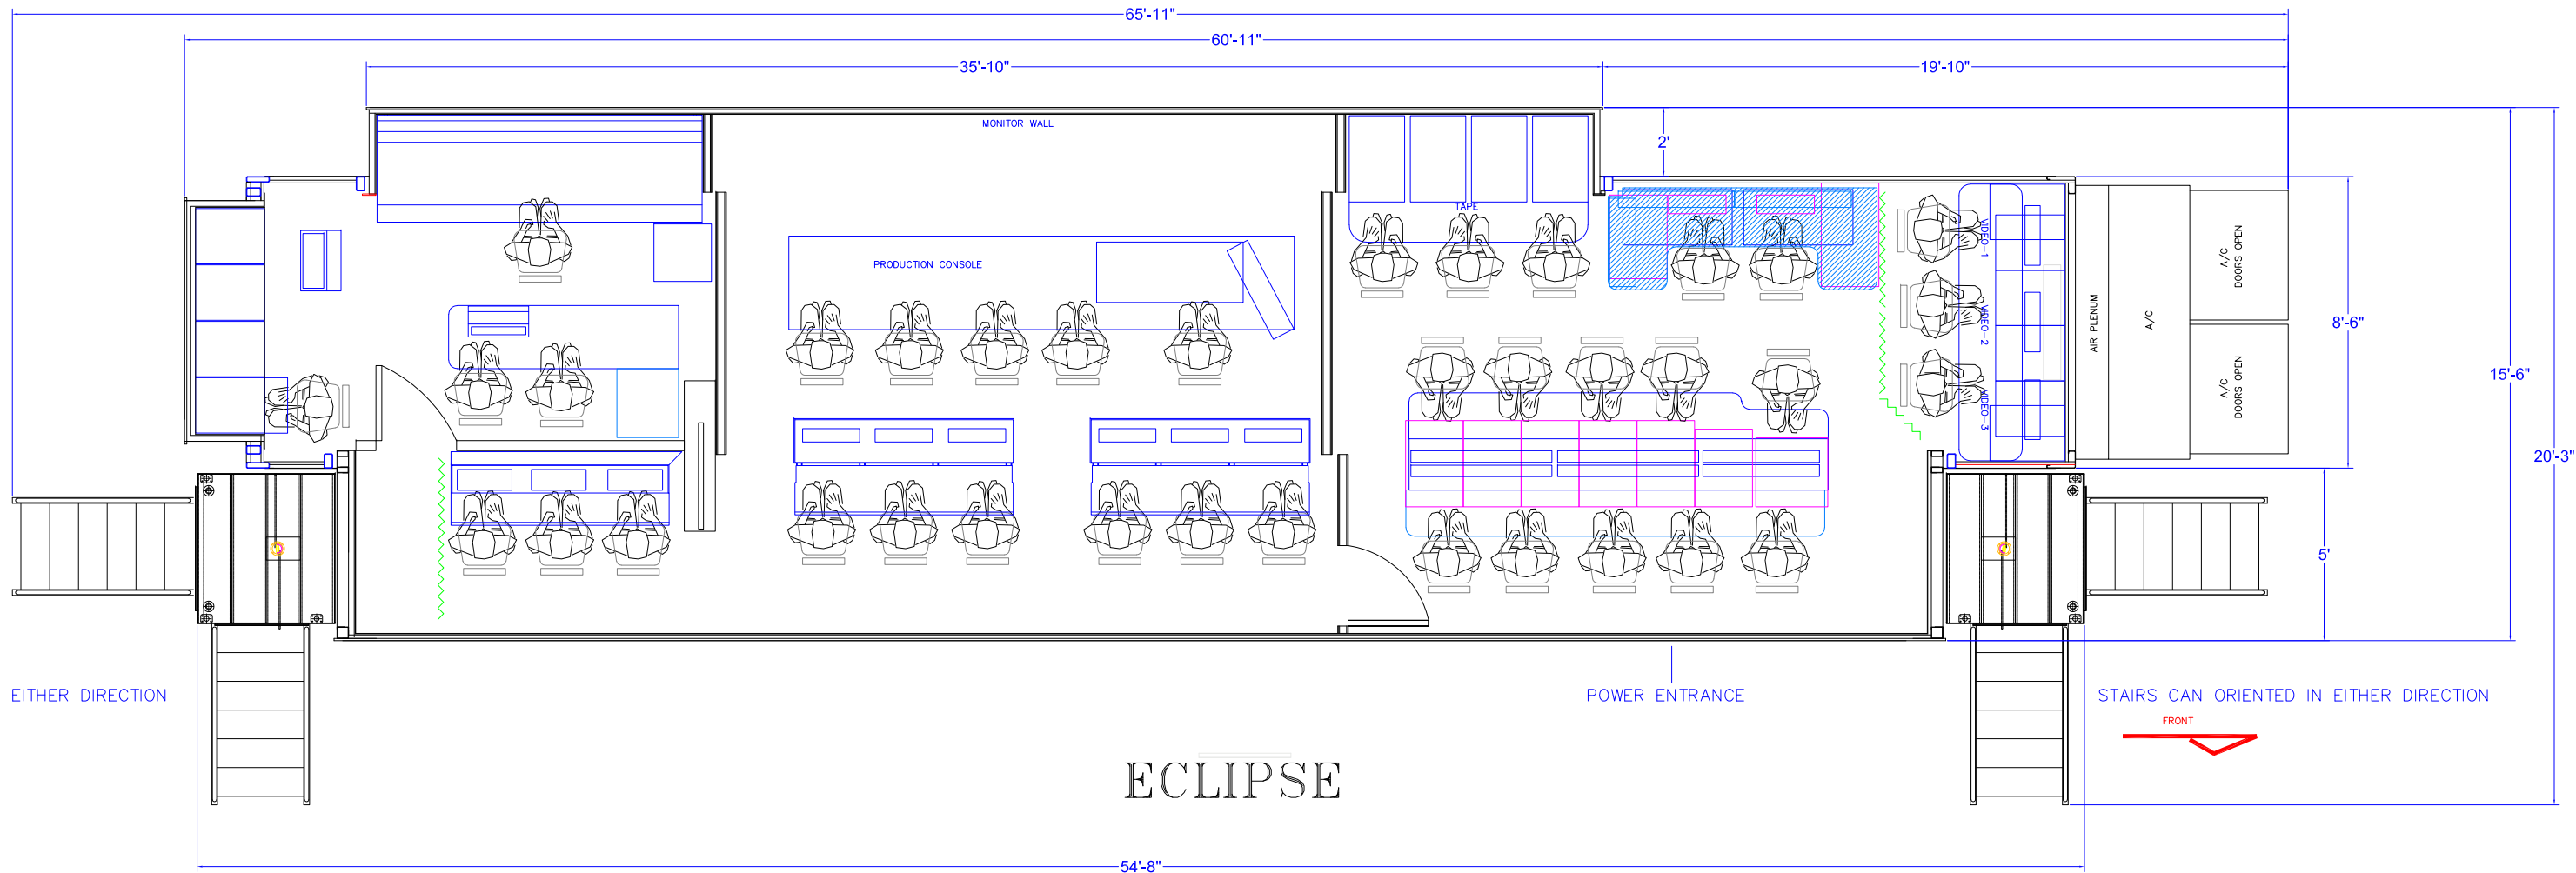 65'-11"
60'-11"
35'-10"
19'-10"
MONITOR WALL
2'
TAPE
PRODUCTION CONSOLE
VIDEO-1
VIDEO-2
VIDEO-3
AIR PLENUM
A/C
A/C
DOORS OPEN
A/C
DOORS OPEN
8'-6"
15'-6"
20'-3"
5'
EITHER DIRECTION
POWER ENTRANCE
STAIRS CAN ORIENTED IN EITHER DIRECTION
FRONT
ECLIPSE
54'-8"